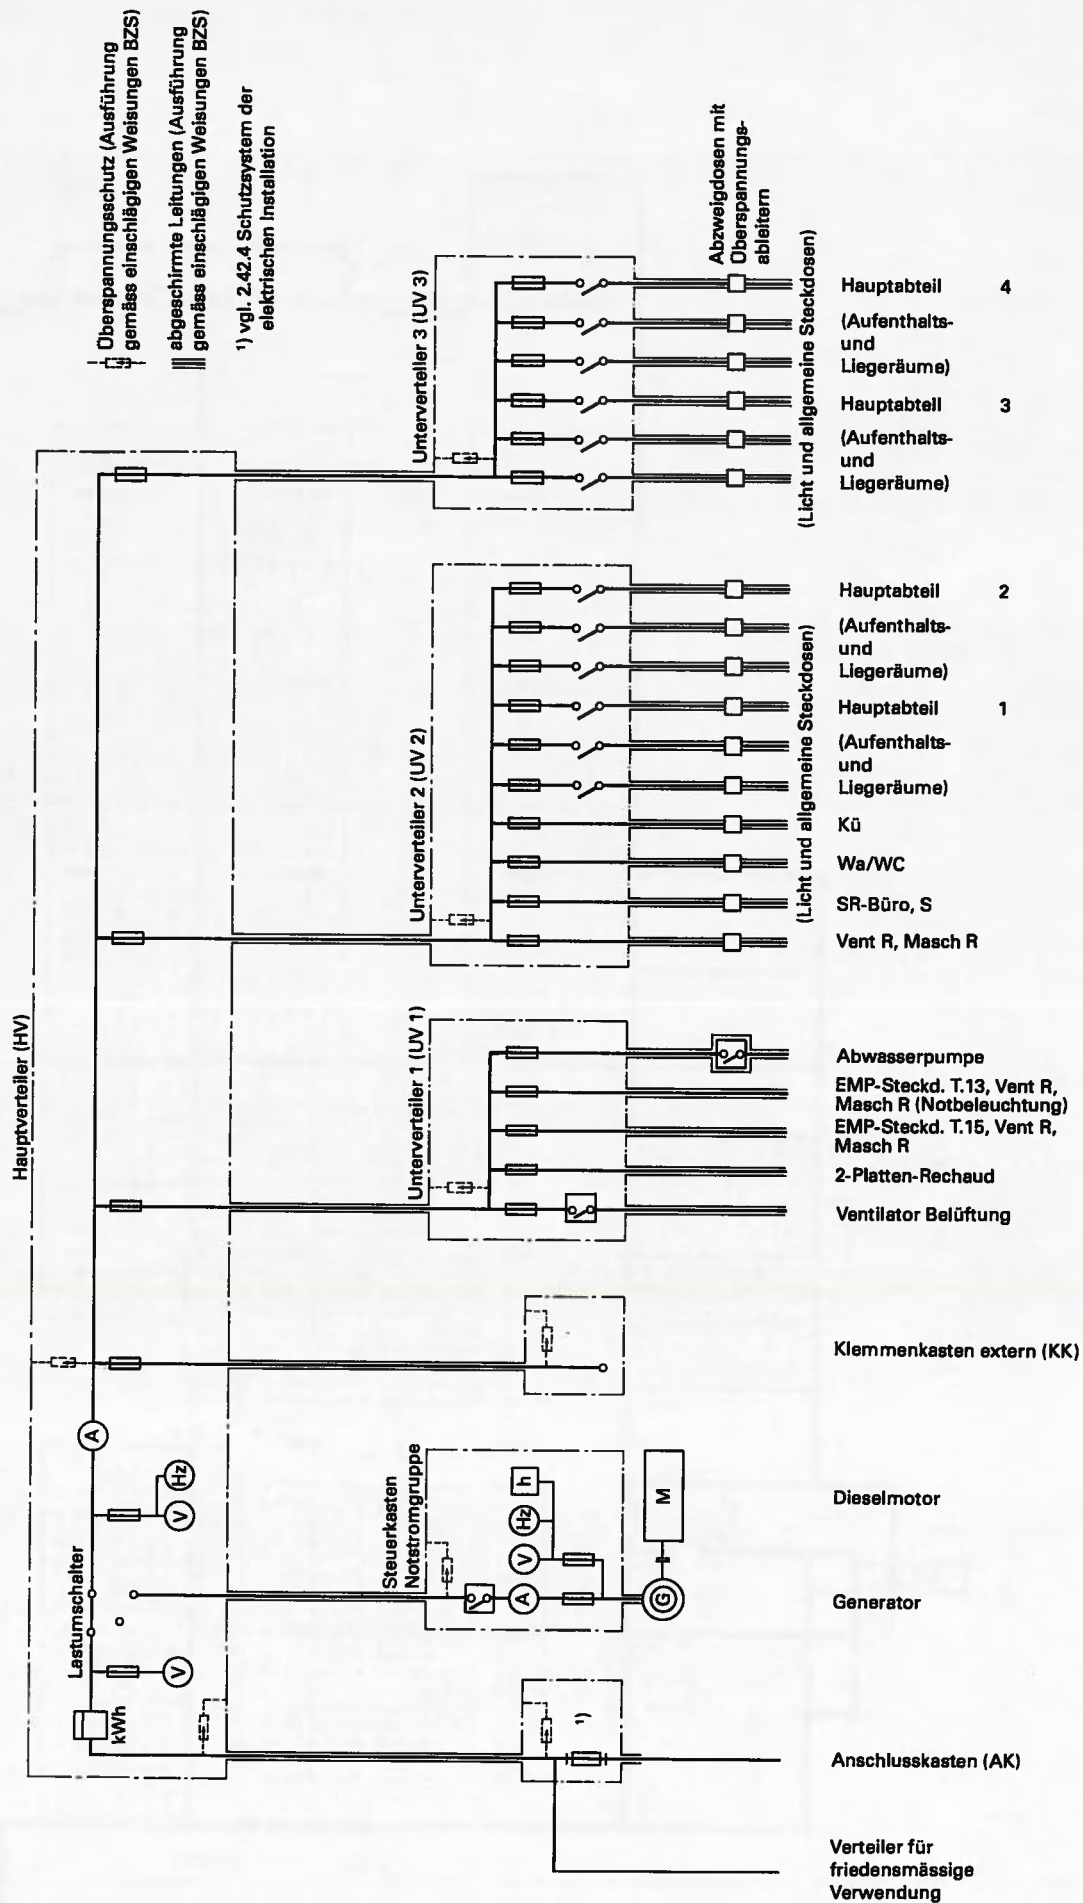 Überspannungsschutz (Ausführung
gemäss einschlägigen Weisungen BZS)
abgeschirmte Leitungen (Ausführung
gemäss einschlägigen Weisungen BZS)
1) vgl. 2.42.4 Schutzsystem der
elektrischen Installation
Hauptverteiler (HV)
Unterverteiler 3 (UV 3)
Abzweigdosen mit
Überspannungs-
ableitern
(Licht und allgemeine Steckdosen)
Hauptabteil 4
(Aufenthalts-
und
Liegeräume)
Hauptabteil 3
(Aufenthalts-
und
Liegeräume)
Unterverteiler 2 (UV 2)
(Licht und allgemeine Steckdosen)
Hauptabteil 2
(Aufenthalts-
und
Liegeräume)
Hauptabteil 1
(Aufenthalts-
und
Liegeräume)
Kü
Wa/WC
SR-Büro, S
Vent R, Masch R
Unterverteiler 1 (UV 1)
Abwasserpumpe
EMP-Steckd. T.13, Vent R,
Masch R (Notbeleuchtung)
EMP-Steckd. T.15, Vent R,
Masch R
2-Platten-Rechaud
Ventilator Belüftung
Klemmenkasten extern (KK)
A
Hz
V
Steuerkasten
Notstromgruppe
h
Hz
V
A
M
G
Dieselmotor
Generator
Lastumschalter
V
kWh
1)
Anschlusskasten (AK)
Verteiler für
friedensmässige
Verwendung